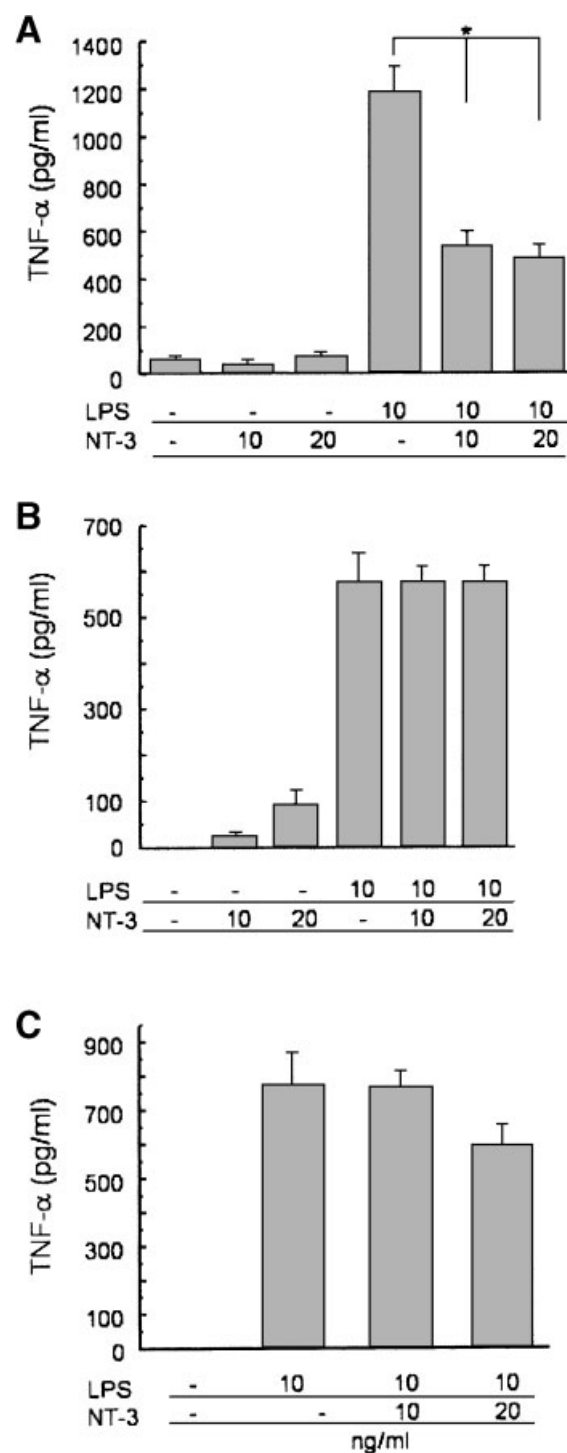 A
*
1400
1200
1000
800
600
400
200
0
TNF-α (pg/ml)
LPS - - - 10 10 10
NT-3 - 10 20 - 10 20
B
700
500
300
100
0
TNF-α (pg/ml)
LPS - - - 10 10 10
NT-3 - 10 20 - 10 20
C
900
700
500
300
100
0
TNF-α (pg/ml)
LPS - 10 10 10
NT-3 - - 10 20
ng/ml